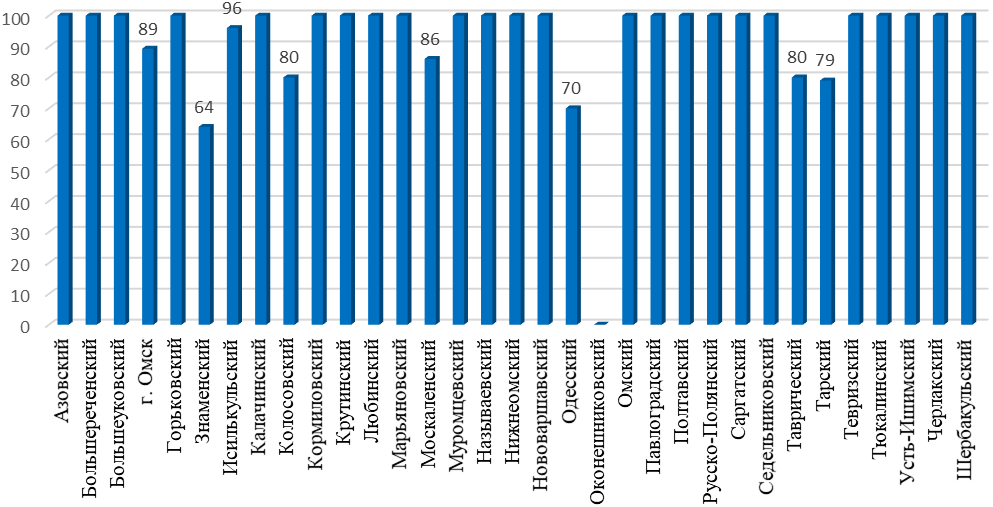 100
90
80
70
60
50
40
30
20
10
0
89
64
96
80
86
70
80
79
Азовский
Большереченский
Большеуковский
г. Омск
Горьковский
Знаменский
Исилькульский
Калачинский
Колосовский
Кормиловский
Крутинский
Любинский
Марьяновский
Москаленский
Муромцевский
Называевский
Нижнеомский
Нововаршавский
Одесский
Оконешниковский
Омский
Павлоградский
Полтавский
Русско-Полянский
Саргатский
Седельниковский
Таврический
Тарский
Тевризский
Тюкалинский
Усть-Ишимский
Черлакский
Шербакульский